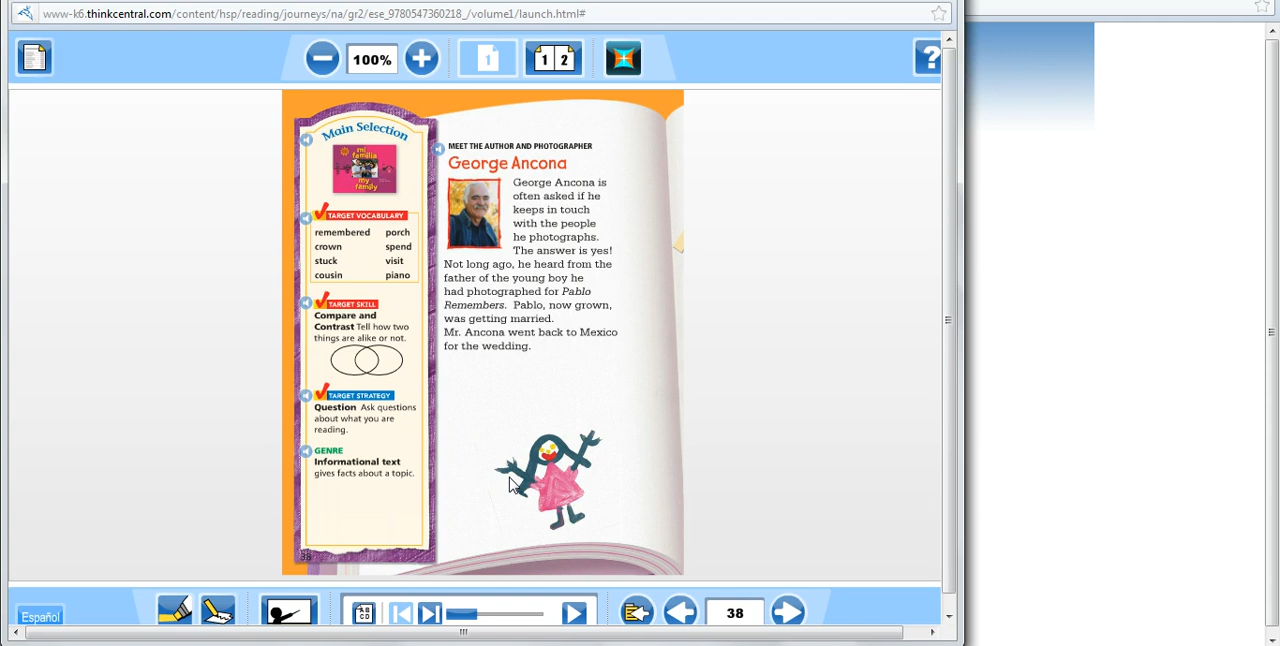 www-k6.thinkcentral.com/content/hsp/reading/journeys/na/gr2/ese_9780547360218_/volume1/launch.html#
100%
1
1 2
?
Main Selection
mi
familia
my
family
TARGET VOCABULARY
remembered porch
crown spend
stuck visit
cousin piano
TARGET SKILL
Compare and
Contrast Tell how two
things are alike or not.
TARGET STRATEGY
Question Ask questions
about what you are
reading.
GENRE
Informational text
gives facts about a topic.
38
MEET THE AUTHOR AND PHOTOGRAPHER
George Ancona
George Ancona is
often asked if he
keeps in touch
with the people
he photographs.
The answer is yes!
Not long ago, he heard from the
father of the young boy he
had photographed for Pablo
Remembers. Pablo, now grown,
was getting married.
Mr. Ancona went back to Mexico
for the wedding.
Español
AB
CD
38